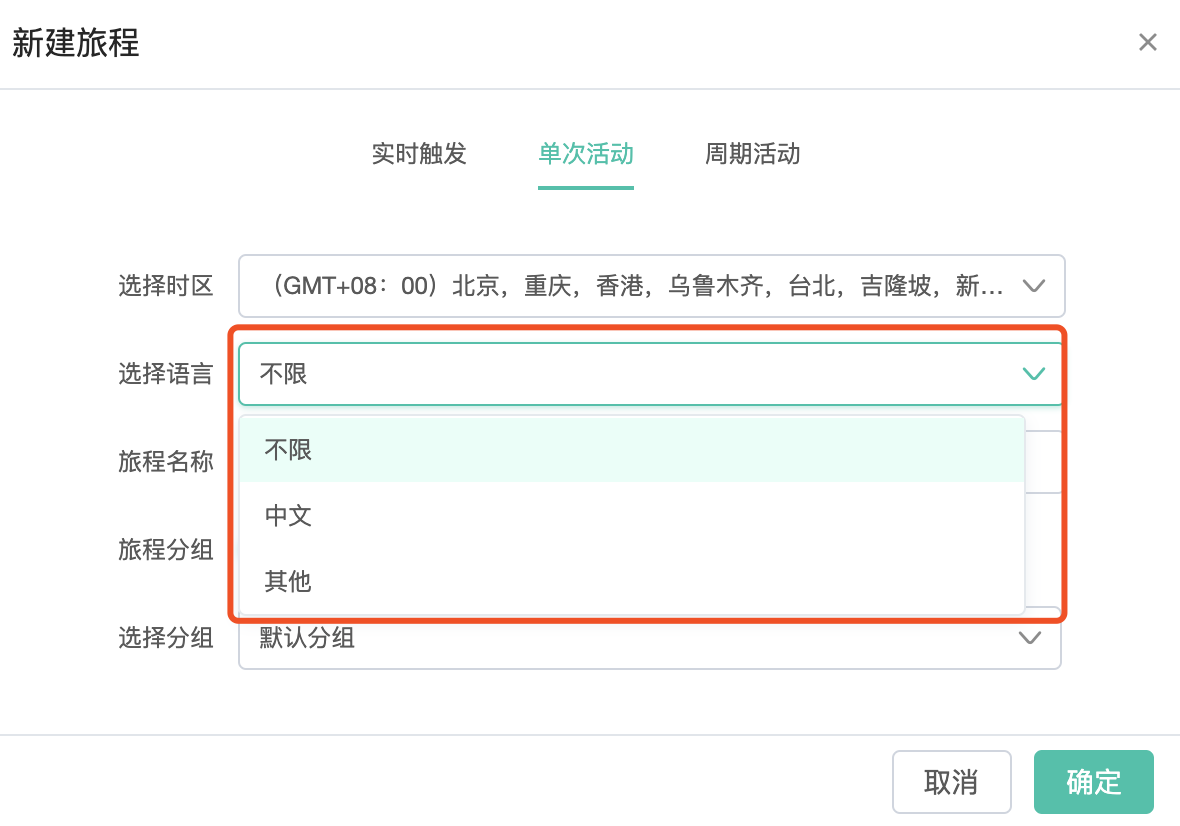 新建旅程
实时触发 单次活动 周期活动
选择时区 （GMT+08：00）北京，重庆，香港，乌鲁木齐，台北，吉隆坡，新...
选择语言 不限
不限
旅程名称
中文
旅程分组
其他
选择分组 默认分组
取消 确定